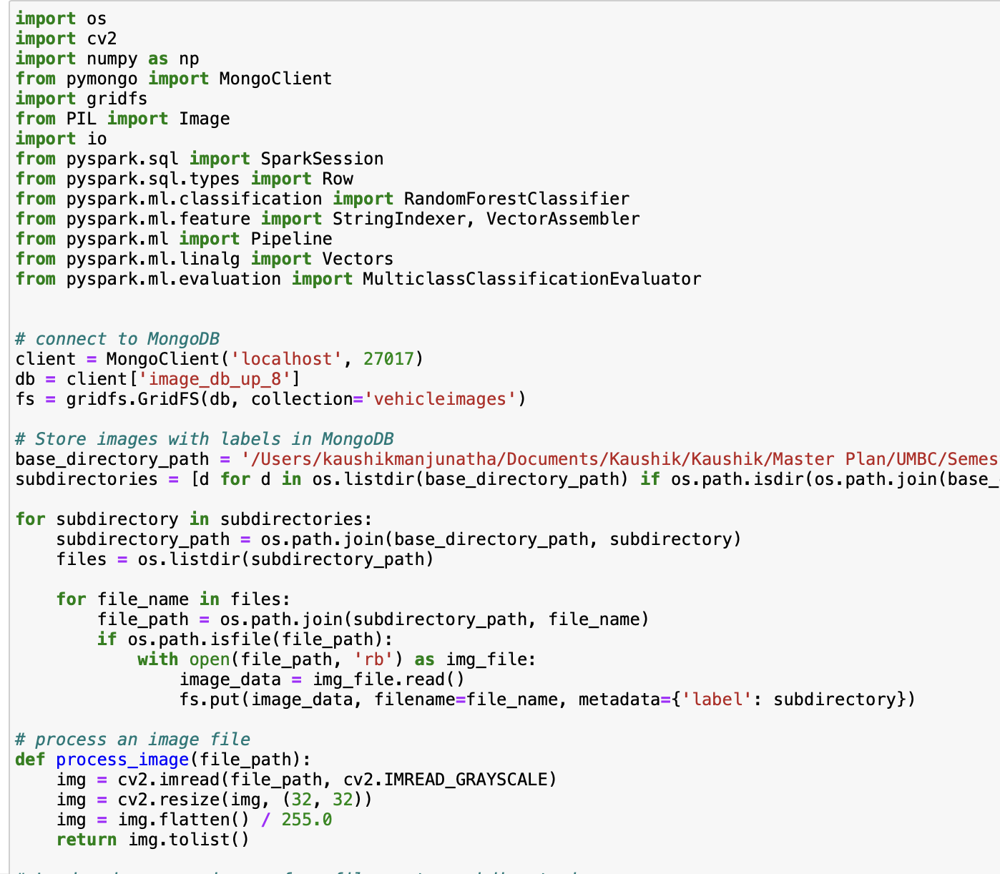 import os
import cv2
import numpy as np
from pymongo import MongoClient
import gridfs
from PIL import Image
import io
from pyspark.sql import SparkSession
from pyspark.sql.types import Row
from pyspark.ml.classification import RandomForestClassifier
from pyspark.ml.feature import StringIndexer, VectorAssembler
from pyspark.ml import Pipeline
from pyspark.ml.linalg import Vectors
from pyspark.ml.evaluation import MulticlassClassificationEvaluator
# connect to MongoDB
client = MongoClient('localhost', 27017)
db = client['image_db_up_8']
fs = gridfs.GridFS(db, collection='vehicleimages')
# Store images with labels in MongoDB
base_directory_path = '/Users/kaushikmanjunatha/Documents/Kaushik/Kaushik/Master Plan/UMBC/Semes
subdirectories = [d for d in os.listdir(base_directory_path) if os.path.isdir(os.path.join(base_
for subdirectory in subdirectories:
    subdirectory_path = os.path.join(base_directory_path, subdirectory)
    files = os.listdir(subdirectory_path)
    for file_name in files:
        file_path = os.path.join(subdirectory_path, file_name)
        if os.path.isfile(file_path):
            with open(file_path, 'rb') as img_file:
                image_data = img_file.read()
                fs.put(image_data, filename=file_name, metadata={'label': subdirectory})
# process an image file
def process_image(file_path):
    img = cv2.imread(file_path, cv2.IMREAD_GRAYSCALE)
    img = cv2.resize(img, (32, 32))
    img = img.flatten() / 255.0
    return img.tolist()